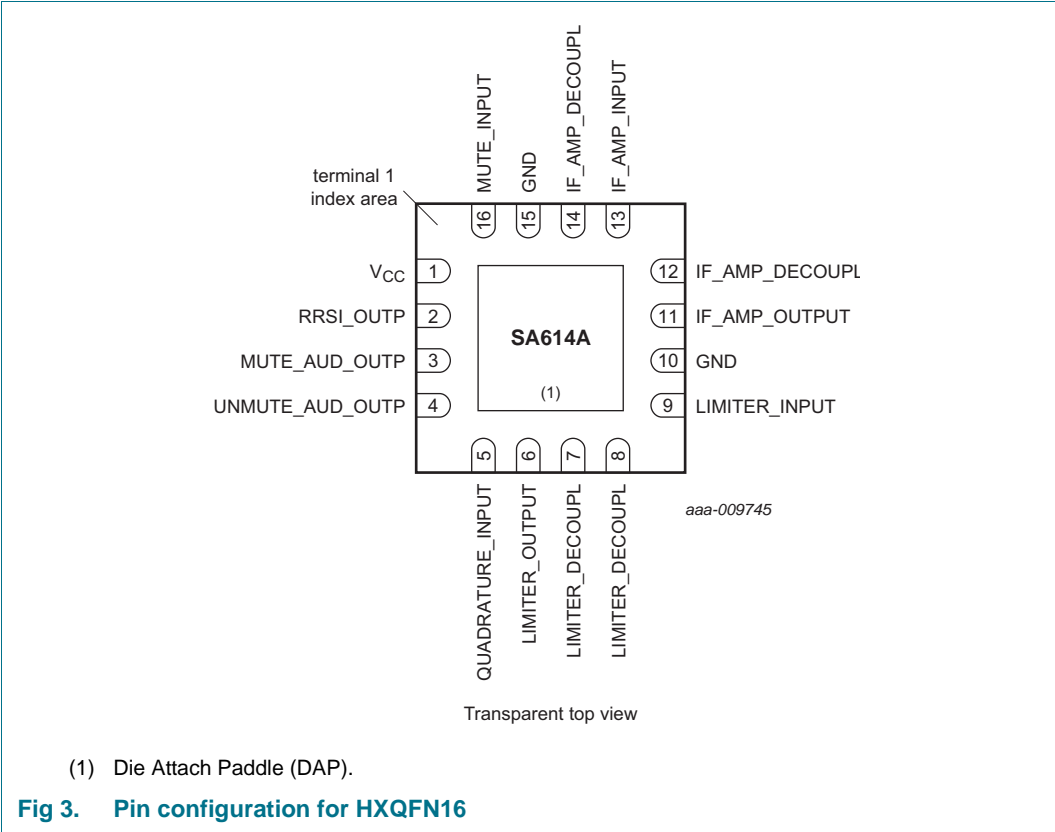 MUTE_INPUT
GND
IF_AMP_DECOUPL
IF_AMP_INPUT
terminal 1
index area
16
15
14
13
VCC 1
RRSI_OUTP 2
MUTE_AUD_OUTP 3
UNMUTE_AUD_OUTP 4
12 IF_AMP_DECOUPL
11 IF_AMP_OUTPUT
10 GND
9 LIMITER_INPUT
SA614A
(1)
5
6
7
8
QUADRATURE_INPUT
LIMITER_OUTPUT
LIMITER_DECOUPL
LIMITER_DECOUPL
aaa-009745
Transparent top view
(1) Die Attach Paddle (DAP).
Fig 3. Pin configuration for HXQFN16